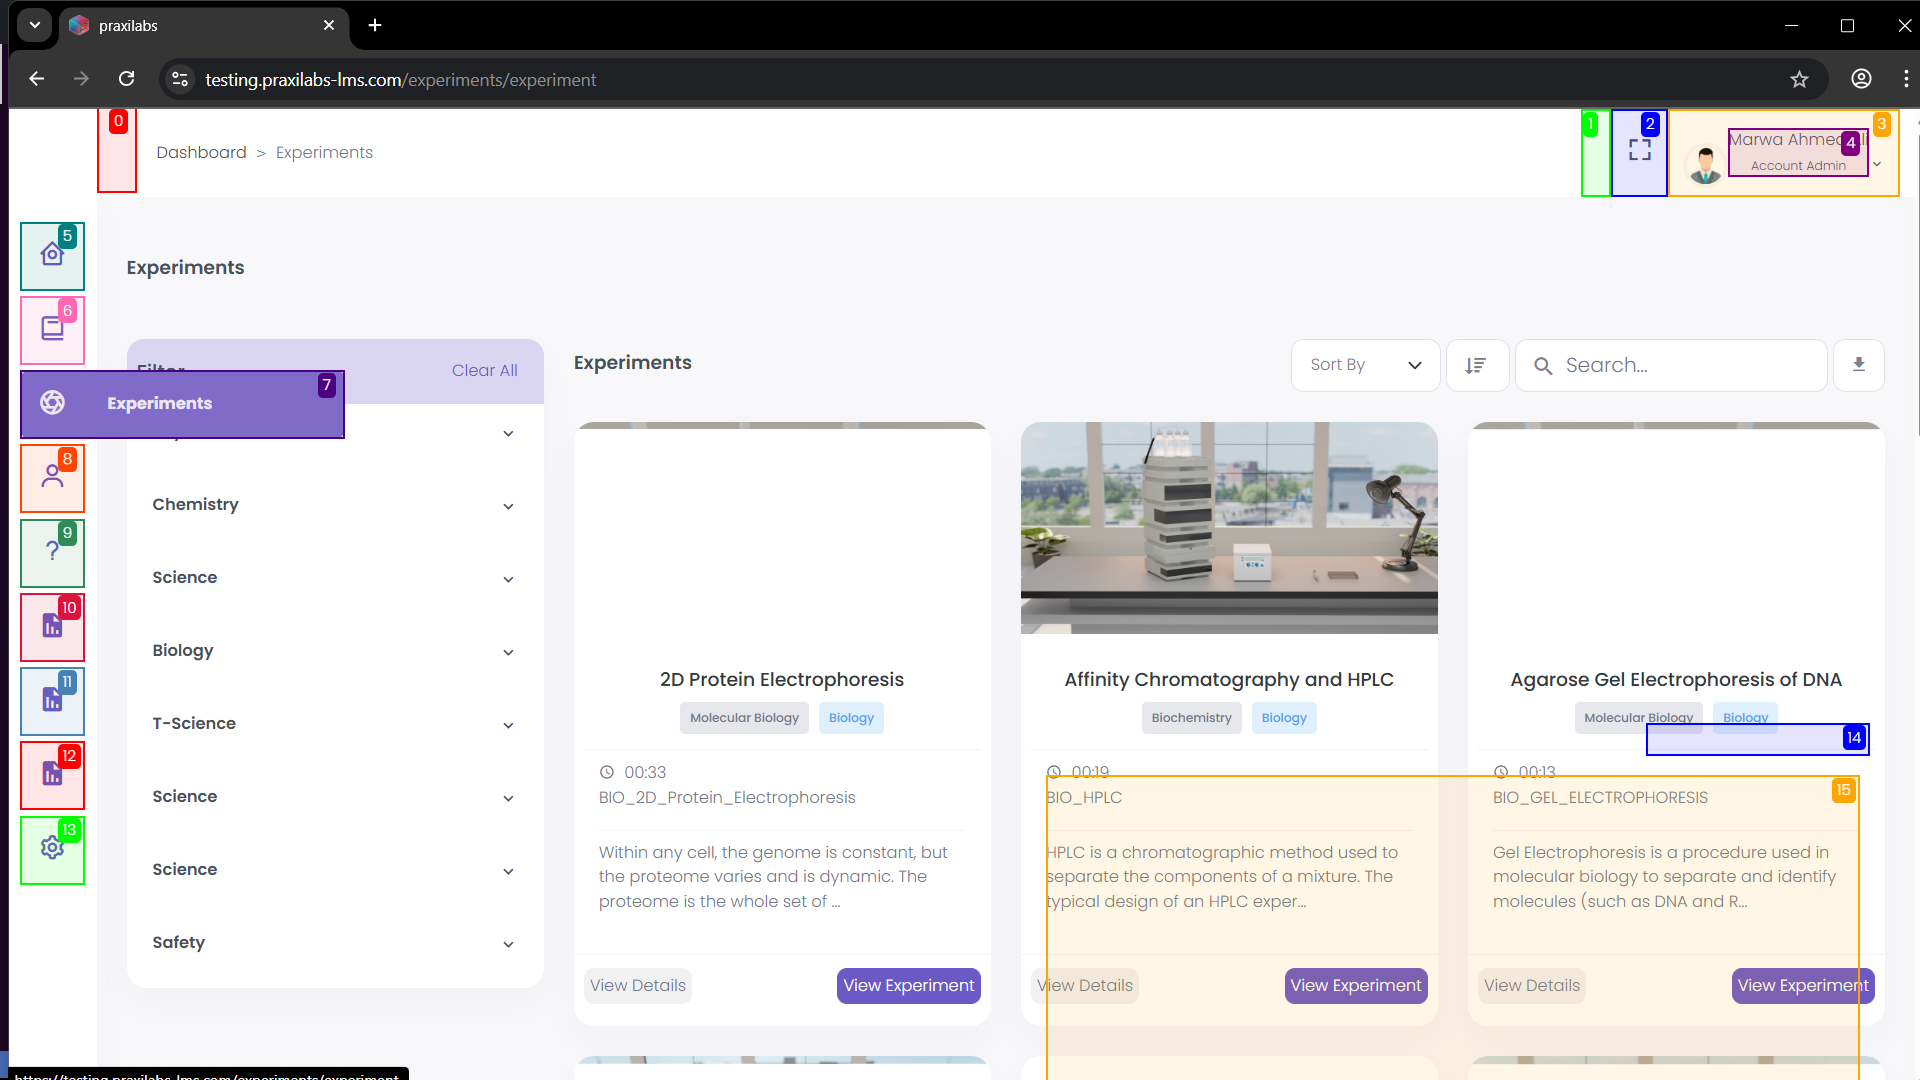 praxilabs
testing.praxilabs-lms.com/experiments/experiment
0
Dashboard > Experiments
1
2
3
Marwa Ahmed
4
Account Admin
5
6
7
Experiments
8
9
10
11
12
13
Experiments
Clear All
Chemistry
Science
Biology
T-Science
Science
Science
Safety
Experiments
Sort By
Search...
2D Protein Electrophoresis
Molecular Biology Biology
00:33
BIO_2D_Protein_Electrophoresis
Within any cell, the genome is constant, but
the proteome varies and is dynamic. The
proteome is the whole set of ...
View Details View Experiment
Affinity Chromatography and HPLC
Biochemistry Biology
00:19
BIO_HPLC
HPLC is a chromatographic method used to
separate the components of a mixture. The
typical design of an HPLC exper...
View Details View Experiment
Agarose Gel Electrophoresis of DNA
Molecular Biology Biology
14
00:13
15
BIO_GEL_ELECTROPHORESIS
Gel Electrophoresis is a procedure used in
molecular biology to separate and identify
molecules (such as DNA and R...
View Details View Experiment
https://testing.praxilabs-lms.com/experiments/experiment